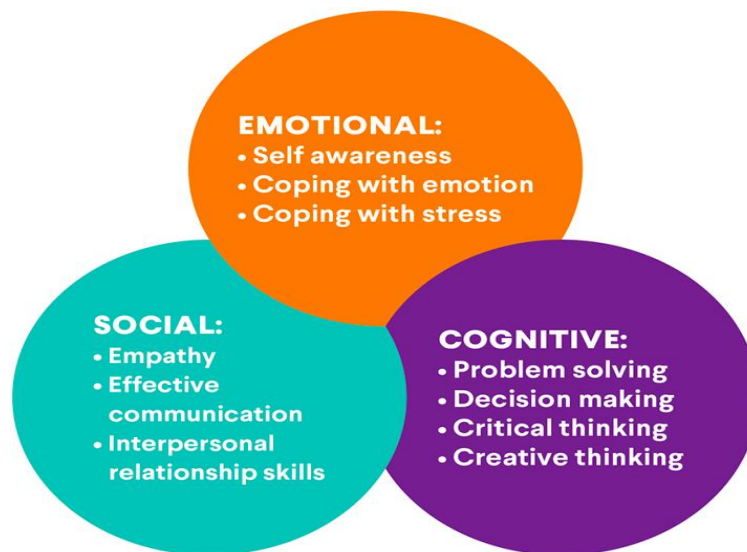 EMOTIONAL:
• Self awareness
• Coping with emotion
• Coping with stress
SOCIAL:
• Empathy
• Effective
communication
• Interpersonal
relationship skills
COGNITIVE:
• Problem solving
• Decision making
• Critical thinking
• Creative thinking